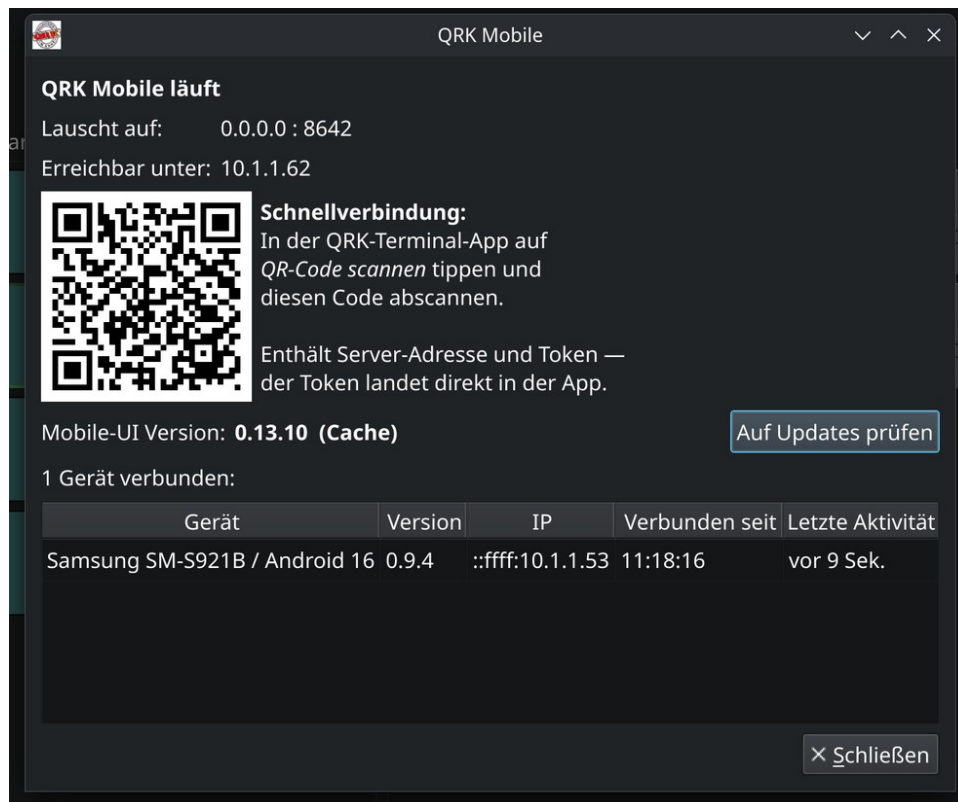 QRK Mobile
QRK Mobile läuft
Lauscht auf: 0.0.0.0 : 8642
Erreichbar unter: 10.1.1.62
Schnellverbindung:
In der QRK-Terminal-App auf
QR-Code scannen tippen und
diesen Code abscannen.
Enthält Server-Adresse und Token —
der Token landet direkt in der App.
Mobile-UI Version: 0.13.10 (Cache)
Auf Updates prüfen
1 Gerät verbunden:
Gerät Version IP Verbunden seit Letzte Aktivität
Samsung SM-S921B / Android 16 0.9.4 ::ffff:10.1.1.53 11:18:16 vor 9 Sek.
Schließen